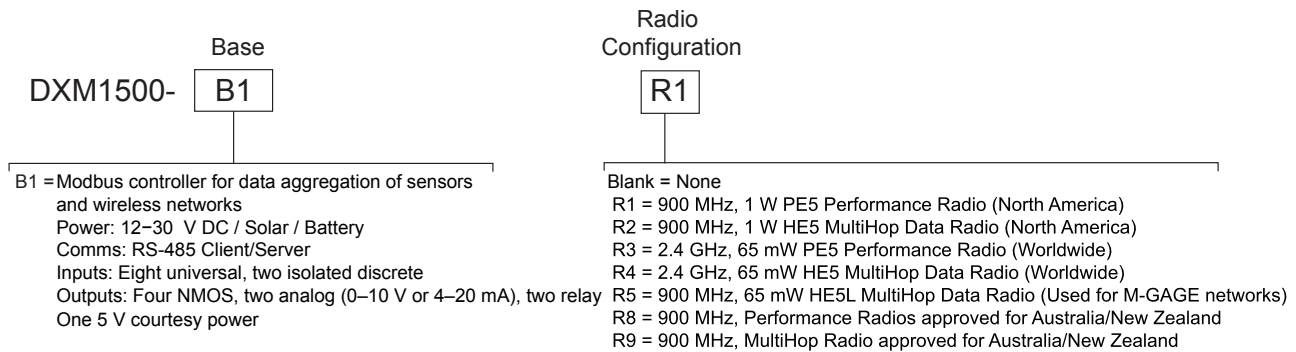 Base
DXM1500- B1
B1 = Modbus controller for data aggregation of sensors
and wireless networks
Power: 12−30 V DC / Solar / Battery
Comms: RS-485 Client/Server
Inputs: Eight universal, two isolated discrete
Outputs: Four NMOS, two analog (0–10 V or 4–20 mA), two relay
One 5 V courtesy power
Radio
Configuration
R1
Blank = None
R1 = 900 MHz, 1 W PE5 Performance Radio (North America)
R2 = 900 MHz, 1 W HE5 MultiHop Data Radio (North America)
R3 = 2.4 GHz, 65 mW PE5 Performance Radio (Worldwide)
R4 = 2.4 GHz, 65 mW HE5 MultiHop Data Radio (Worldwide)
R5 = 900 MHz, 65 mW HE5L MultiHop Data Radio (Used for M-GAGE networks)
R8 = 900 MHz, Performance Radios approved for Australia/New Zealand
R9 = 900 MHz, MultiHop Radio approved for Australia/New Zealand